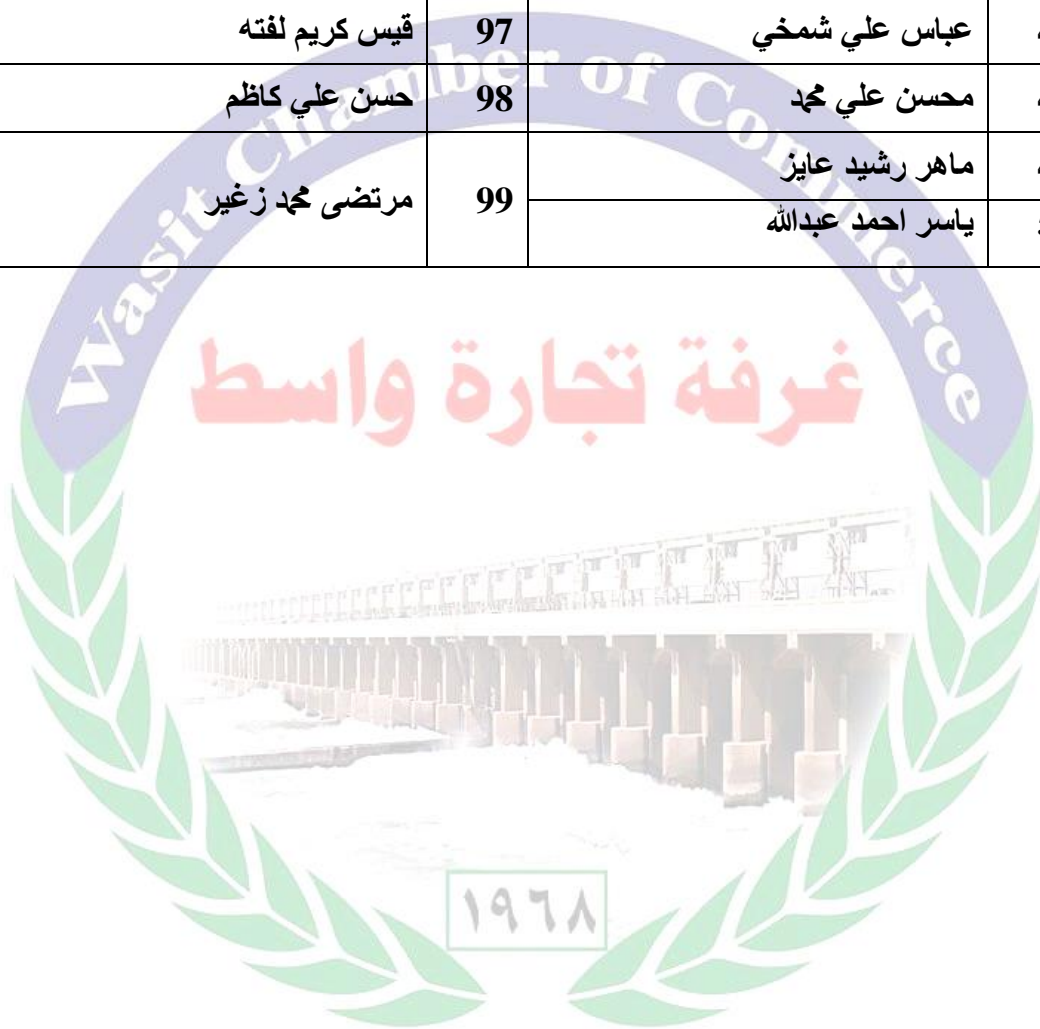 عباس علي شمخي 97 قيس كريم لفته
محسن علي محمد 98 حسن علي كاظم
ماهر رشيد عايز 99 مرتضى محمد زغير
ياسر احمد عبدالله
Wasit Chamber of Commerce
غرفة تجارة واسط
١٩٦٨